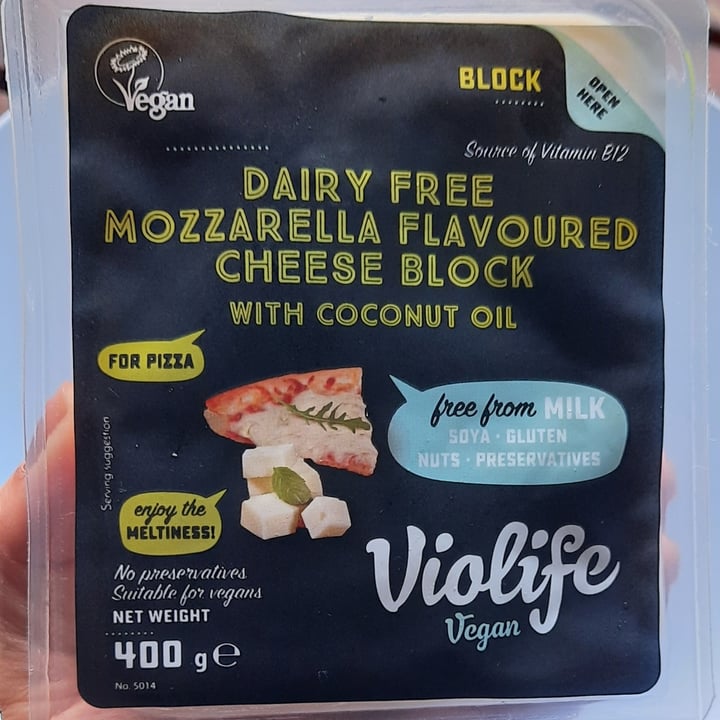 Vegan
BLOCK
OPEN
HERE
Source of Vitamin B12
DAIRY FREE
MOZZARELLA FLAVOURED
CHEESE BLOCK
WITH COCONUT OIL
FOR PIZZA
free from MILK
SOYA · GLUTEN
NUTS · PRESERVATIVES
Serving suggestion
enjoy the
MELTINESS!
No preservatives
Suitable for vegans
NET WEIGHT
400 g e
No. 5014
Violife
Vegan